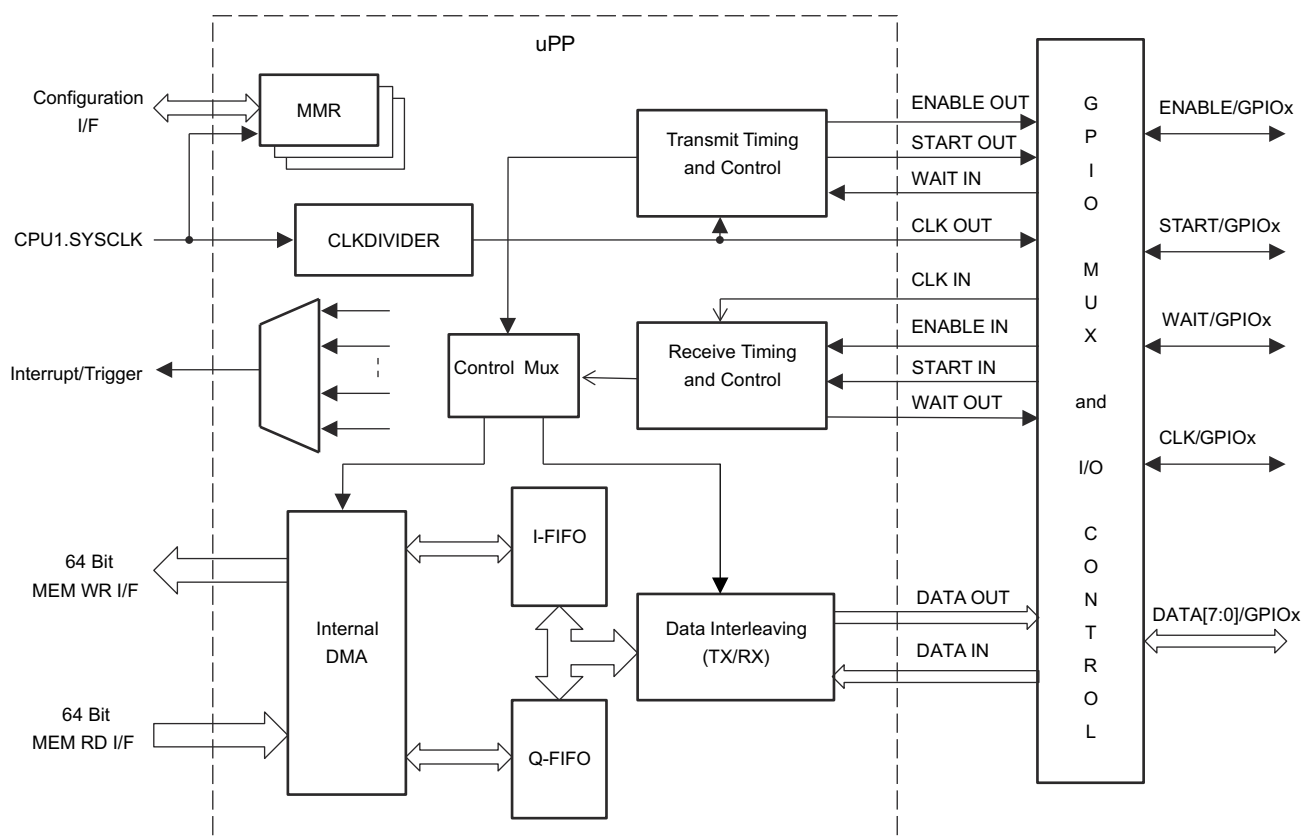 uPP
Configuration
I/F
MMR
CPU1.SYSCLK
CLKDIVIDER
Transmit Timing
and Control
ENABLE OUT
START OUT
WAIT IN
CLK OUT
CLK IN
ENABLE IN
START IN
WAIT OUT
Interrupt/Trigger
Control Mux
Receive Timing
and Control
64 Bit
MEM WR I/F
64 Bit
MEM RD I/F
Internal
DMA
I-FIFO
Q-FIFO
Data Interleaving
(TX/RX)
DATA OUT
DATA IN
G
P
I
O
M
U
X
and
I/O
C
O
N
T
R
O
L
ENABLE/GPIOx
START/GPIOx
WAIT/GPIOx
CLK/GPIOx
DATA[7:0]/GPIOx